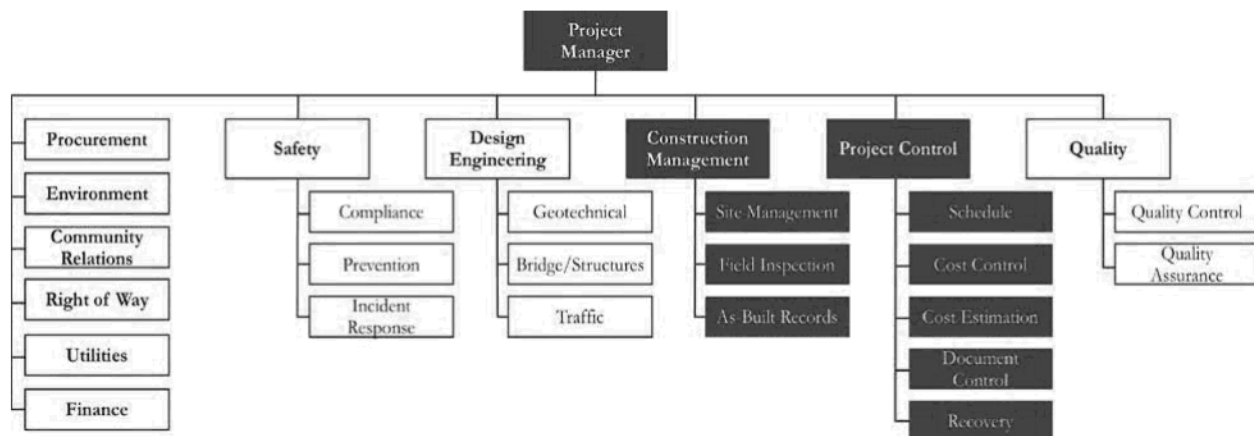 Project
Manager
Procurement
Environment
Community
Relations
Right of Way
Utilities
Finance
Safety
Compliance
Prevention
Incident
Response
Design
Engineering
Geotechnical
Bridge/Structures
Traffic
Construction
Management
Site Management
Field Inspection
As-Built Records
Project Control
Schedule
Cost Control
Cost Estimation
Document
Control
Recovery
Quality
Quality Control
Quality
Assurance